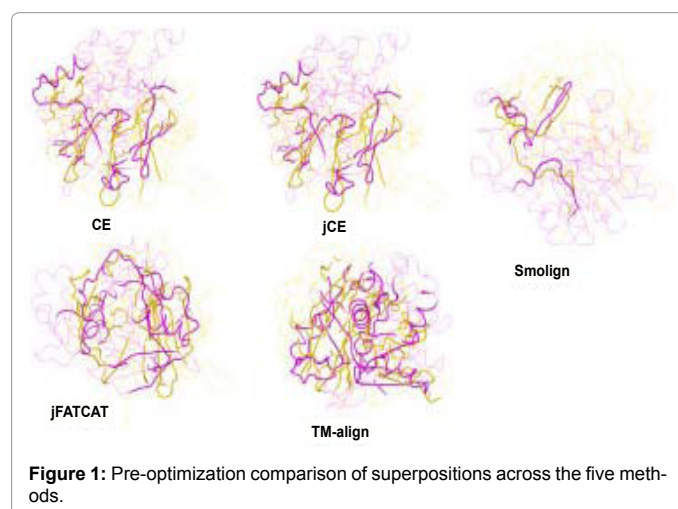 CE
jCE
Smolign
jFATCAT
TM-align
Figure 1: Pre-optimization comparison of superpositions across the five meth-
ods.